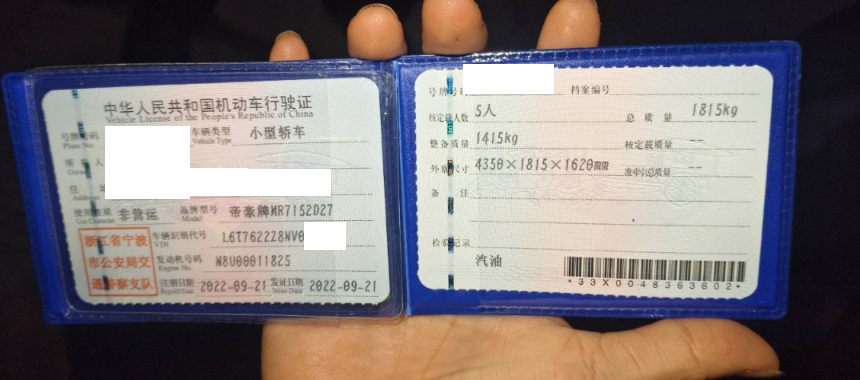 中华人民共和国机动车行驶证
Vehicle License of the People's Republic of China
号牌号码 车辆类型 小型轿车
Plate No. Vehicle Type
所 有 人
Owner
住 址
Address
使用性质 非营运 品牌型号 帝豪牌MR7152D27
Use Character Model
浙江省宁波
市公安局交
通警察支队
车辆识别代号 L6T7622Z8NV0
VIN
发动机号码 N8U00011825
Engine No.
注册日期 2022-09-21 发证日期 2022-09-21
Register Date Issue Date
号牌号码 档案编号
核定载人数 5人 总 质 量 1815kg
整备质量 1415kg 核定载质量 --
外廓尺寸 4350×1815×1620mm 准牵引总质量 --
备 注
检验记录
汽油
*33X0048363602*